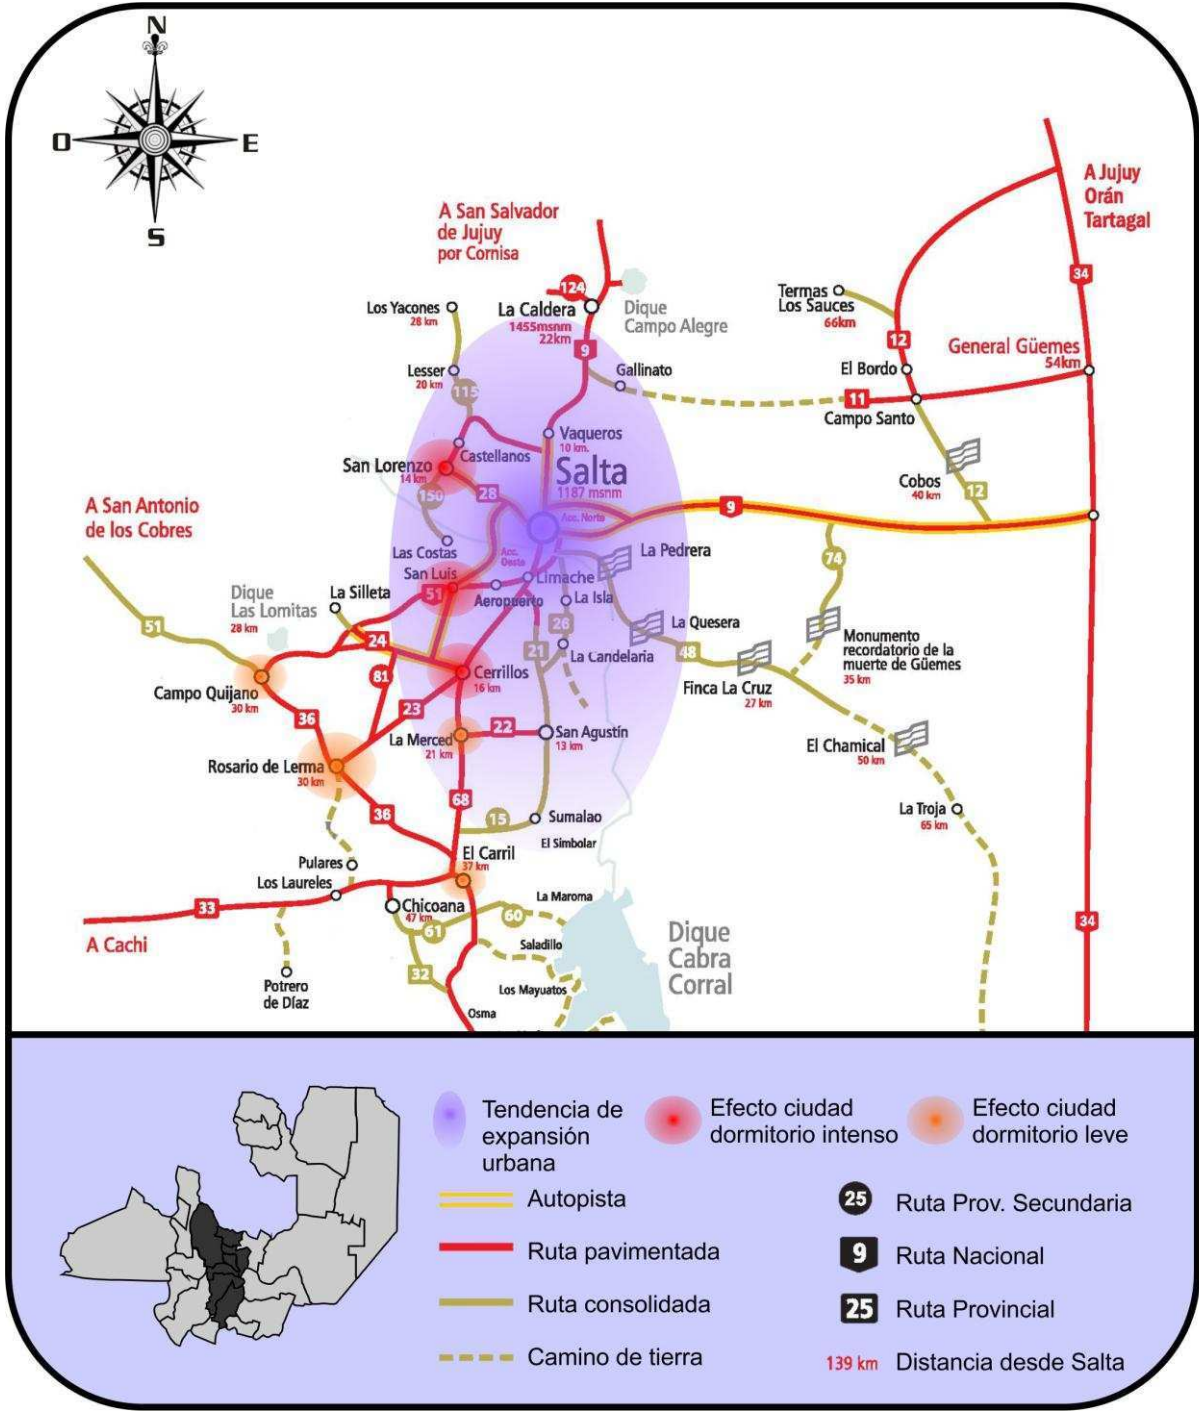 N
O
E
S
A San Salvador
de Jujuy
por Cornisa
A Jujuy
Orán
Tartagal
34
124
La Caldera
1455msnm
22km
Dique
Campo Alegre
Los Yacones
28 km
Termas
Los Sauces
66km
9
12
General Güemes
54km
Lesser
20 km
Gallinato
El Bordo
115
11
Campo Santo
Vaqueros
10 km.
Castellanos
San Lorenzo
14 km
Salta
1187 msnm
Cobos
40 km
12
150
28
A San Antonio
de los Cobres
Acc. Norte
9
Las Costas
Acc.
Oeste
La Pedrera
74
San Luis
Limache
La Silleta
51
Aeropuerto
La Isla
Dique
Las Lomitas
28 km
51
26
La Quesera
24
21
La Candelaria
48
Monumento
recordatorio de la
muerte de Güemes
35 km
Cerrillos
16 km
81
Campo Quijano
30 km
Finca La Cruz
27 km
23
36
La Merced
21 km
22
San Agustín
13 km
El Chamical
50 km
Rosario de Lerma
30 km
68
36
15
Sumalao
La Troja
65 km
El Simbolar
El Carril
37 km
Pulares
Los Laureles
La Maroma
33
Chicoana
47 km
60
61
34
A Cachi
Saladillo
Dique
Cabra
Corral
32
Potrero
de Díaz
Los Mayuatos
Osma
Tendencia de
expansión
urbana
Efecto ciudad
dormitorio intenso
Efecto ciudad
dormitorio leve
Autopista
25 Ruta Prov. Secundaria
Ruta pavimentada
9 Ruta Nacional
Ruta consolidada
25 Ruta Provincial
Camino de tierra
139 km Distancia desde Salta